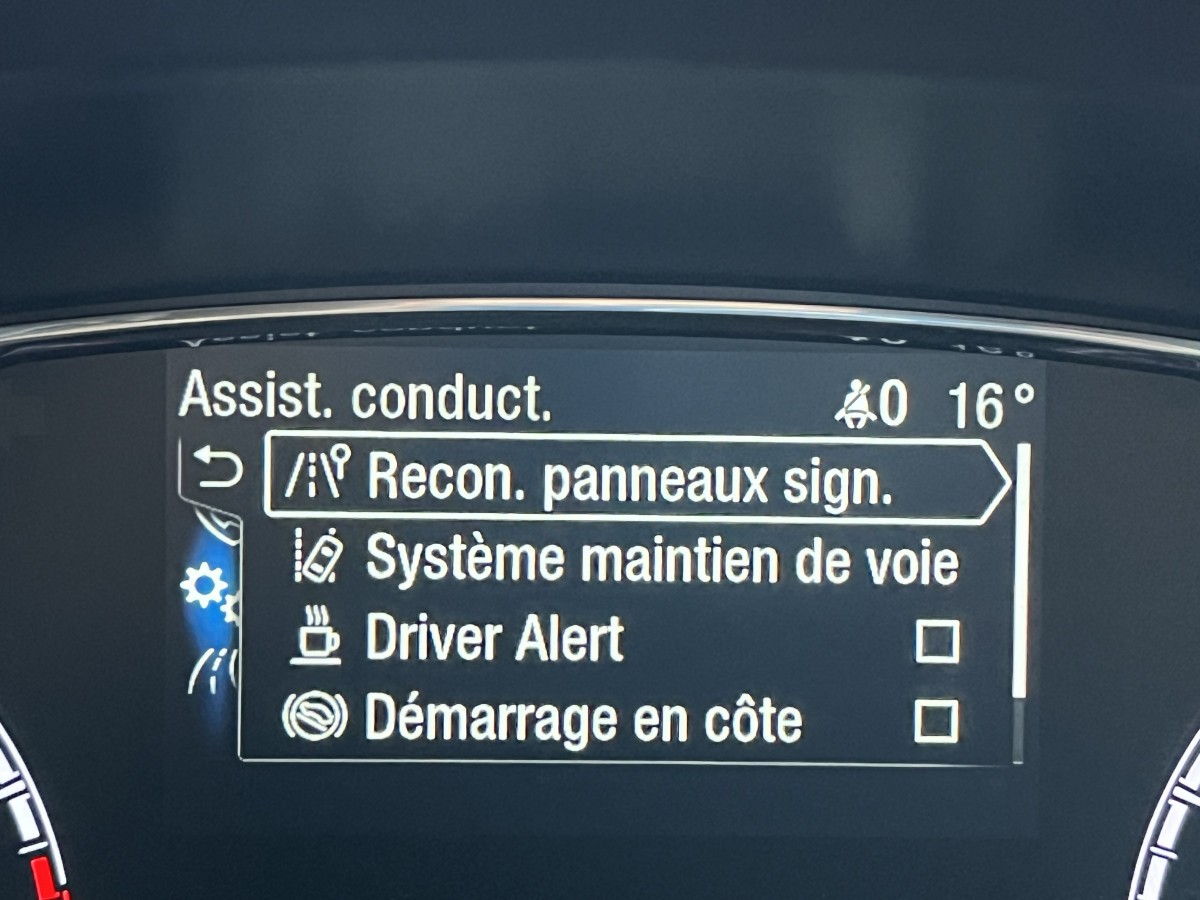 Assist. conduct. 0 16°
Recon. panneaux sign.
Système maintien de voie
Driver Alert
Démarrage en côte